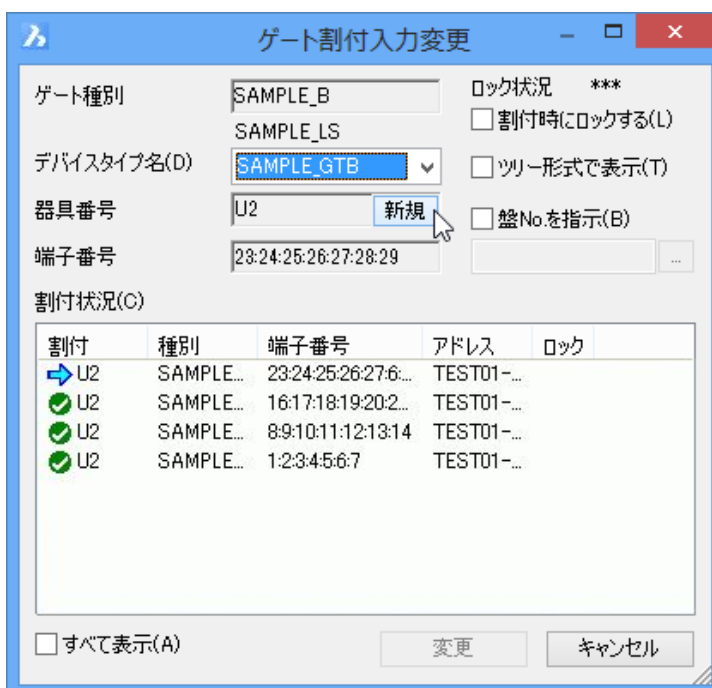 ゲート割付入力変更
ゲート種別 SAMPLE_B ロック状況 ***
SAMPLE_LS □割付時にロックする(L)
デバイスタイプ名(D) SAMPLE_GTB □ツリー形式で表示(T)
器具番号 U2 新規 □盤No.を指示(B)
端子番号 23:24:25:26:27:28:29 ...
割付状況(C)
割付 種別 端子番号 アドレス ロック
U2 SAMPLE... 23:24:25:26:27:6:... TEST01-...
U2 SAMPLE... 16:17:18:19:20:2... TEST01-...
U2 SAMPLE... 8:9:10:11:12:13:14 TEST01-...
U2 SAMPLE... 1:2:3:4:5:6:7 TEST01-...
□すべて表示(A) 変更 キャンセル